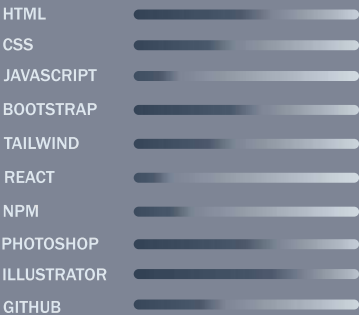 HTML
CSS
JAVASCRIPT
BOOTSTRAP
TAILWIND
REACT
NPM
PHOTOSHOP
ILLUSTRATOR
GITHUB